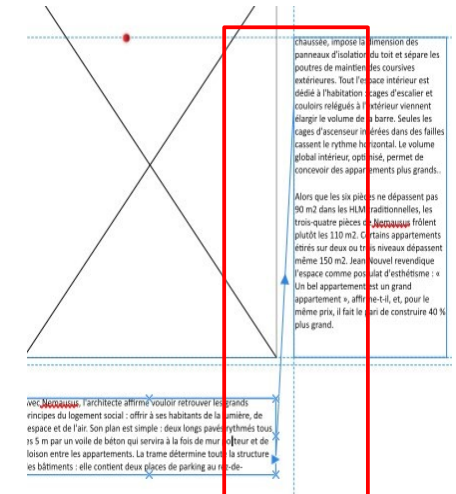 vec Nemausus, l'architecte affirme vouloir retrouver les grands
rincipes du logement social : offrir à ses habitants de la lumière, de
espace et de l'air. Son plan est simple : deux longs pavés rythmés tous
es 5 m par un voile de béton qui servira à la fois de mur porteur et de
loison entre les appartements. La trame détermine toute la structure
es bâtiments : elle contient deux places de parking au rez-de-
chaussée, impose la dimension des
panneaux d'isolation du toit et sépare les
poutres de maintien des coursives
extérieures. Tout l'espace intérieur est
dédié à l'habitation : cages d'escalier et
couloirs relégués à l'extérieur viennent
élargir le volume de la barre. Seules les
cages d'ascenseur insérées dans des failles
cassent le rythme horizontal. Le volume
global intérieur, optimisé, permet de
concevoir des appartements plus grands..
Alors que les six pièces ne dépassent pas
90 m2 dans les HLM traditionnelles, les
trois-quatre pièces de Nemausus frôlent
plutôt les 110 m2. Certains appartements
étirés sur deux ou trois niveaux dépassent
même 150 m2. Jean Nouvel revendique
l'espace comme postulat d'esthétisme : «
Un bel appartement est un grand
appartement », affirme-t-il, et, pour le
même prix, il fait le pari de construire 40 %
plus grand.